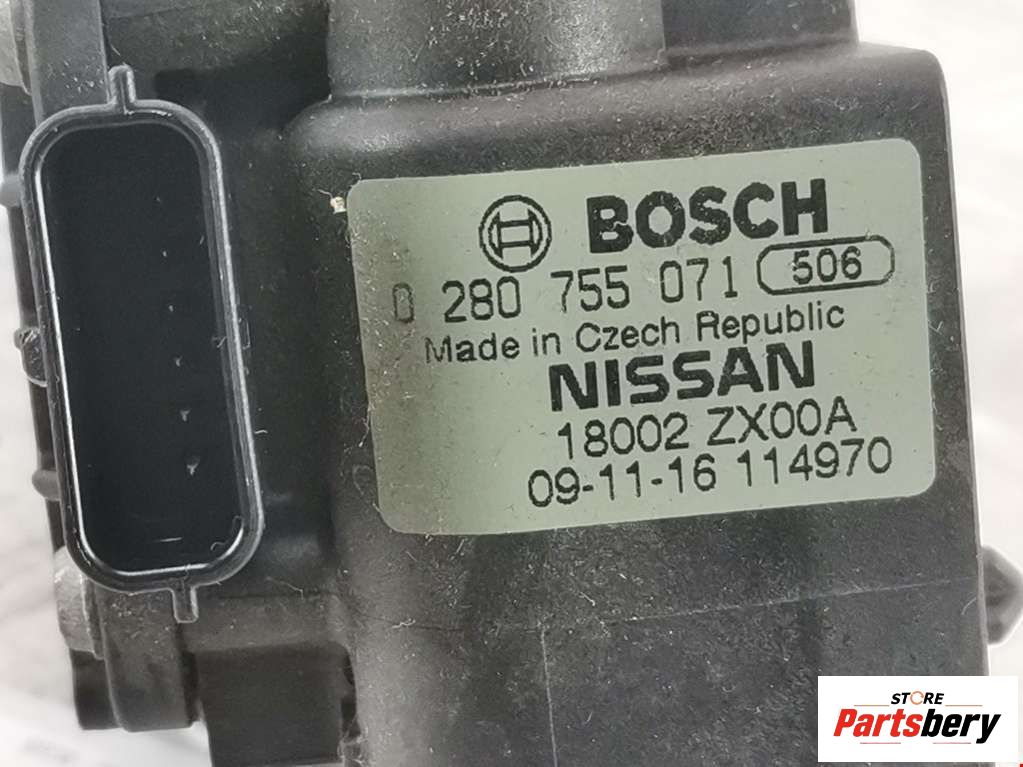 BOSCH
0 280 755 071 506
Made in Czech Republic
NISSAN
18002 ZX00A
09-11-16 114970
STORE
Partsbery